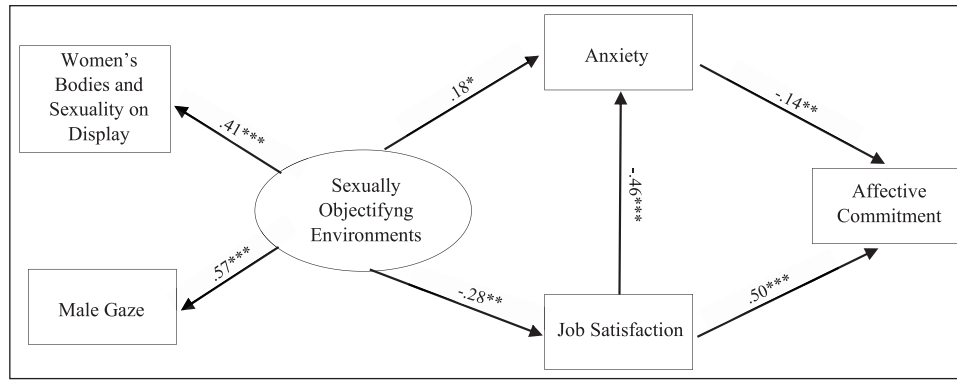 Women's
Bodies and
Sexuality on
Display
.41***
Sexually
Objectifyng
Environments
.57***
Male Gaze
.18*
Anxiety
-.14**
-.46***
Affective
Commitment
-.28**
Job Satisfaction
.50***